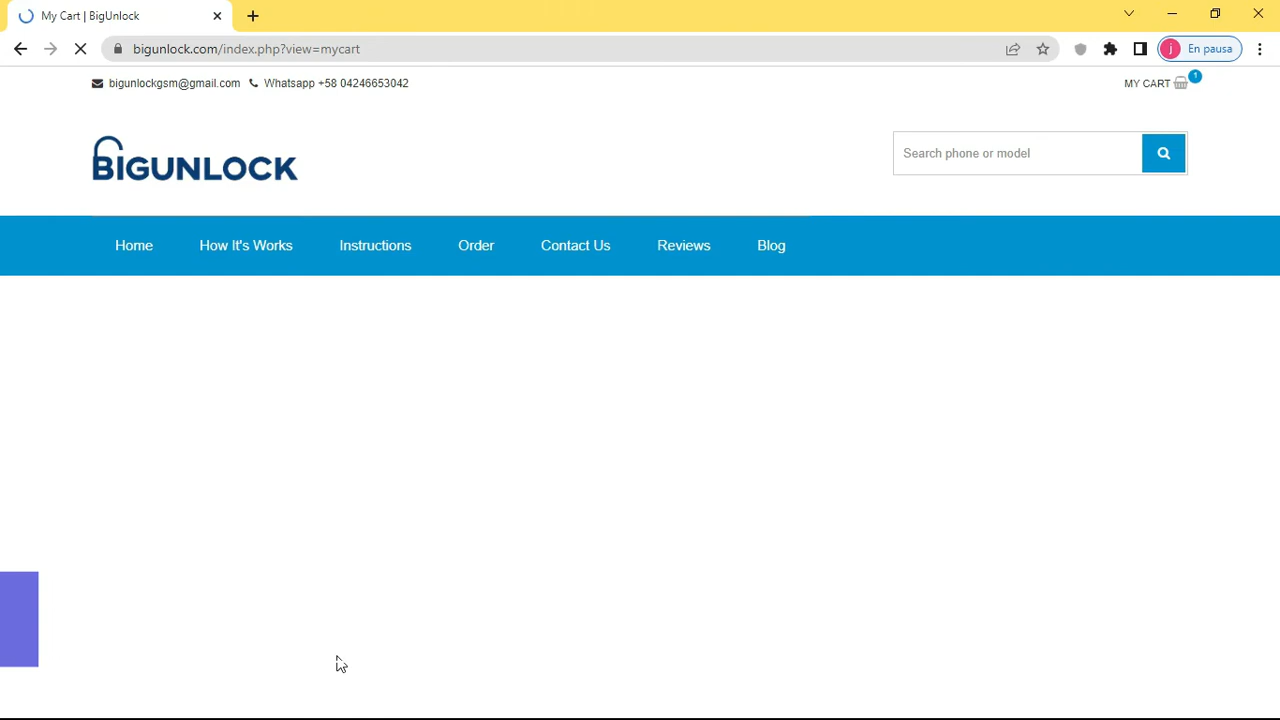 My Cart | BigUnlock
bigunlock.com/index.php?view=mycart
j En pausa
bigunlockgsm@gmail.com Whatsapp +58 04246653042
MY CART 1
BIGUNLOCK
Search phone or model
Home How It's Works Instructions Order Contact Us Reviews Blog